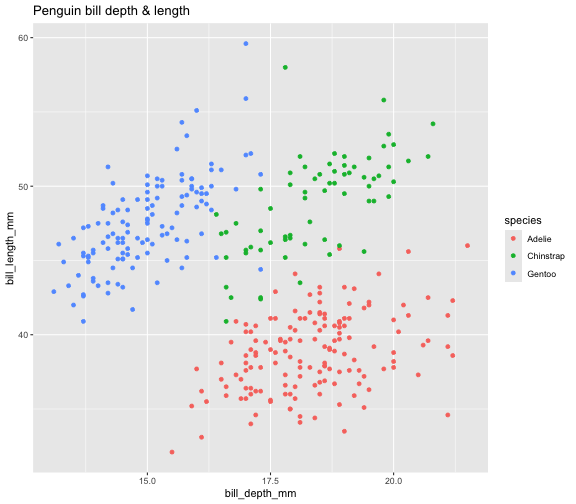 Penguin bill depth & length
60
50
40
bill_length_mm
15.0
17.5
20.0
bill_depth_mm
species
Adelie
Chinstrap
Gentoo